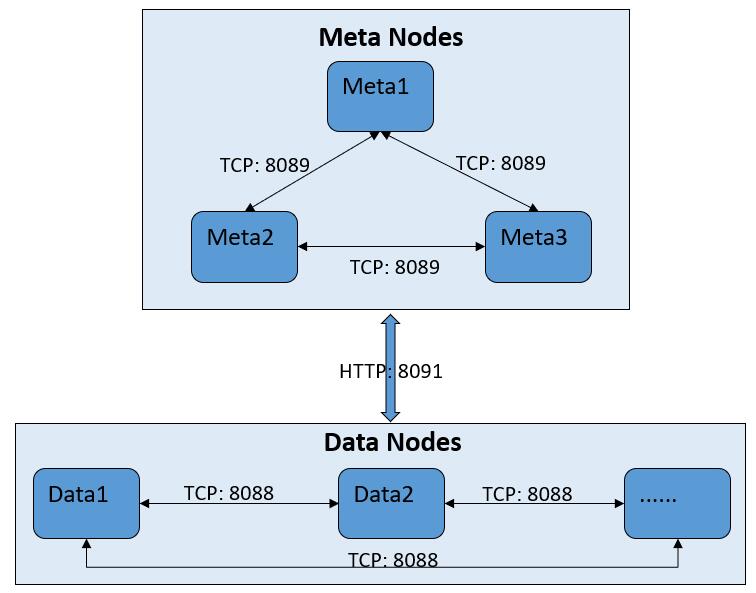 Meta Nodes
Meta1
TCP: 8089
TCP: 8089
Meta2
Meta3
TCP: 8089
HTTP: 8091
Data Nodes
Data1
TCP: 8088
Data2
TCP: 8088
......
TCP: 8088